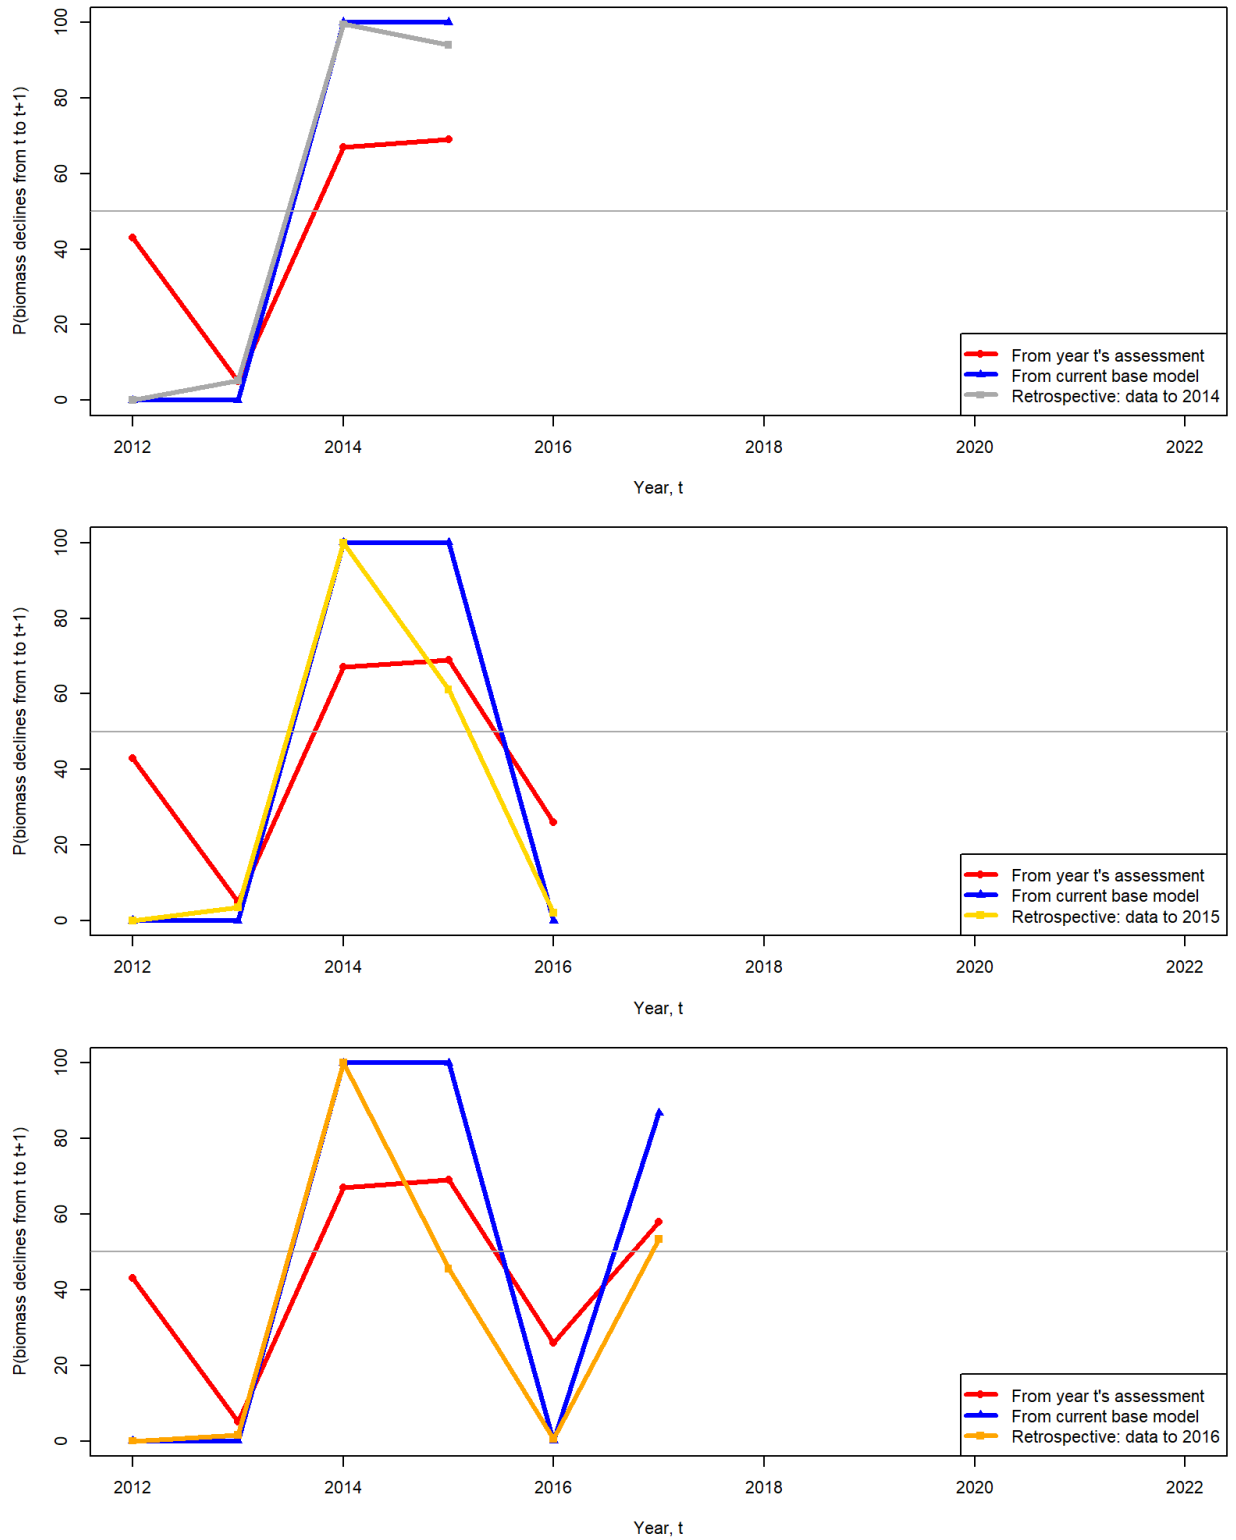 P(biomass declines from t to t+1)
100
80
60
40
20
0
From year t's assessment
From current base model
Retrospective: data to 2014
2012 2014 2016 2018 2020 2022
Year, t
P(biomass declines from t to t+1)
100
80
60
40
20
0
From year t's assessment
From current base model
Retrospective: data to 2015
2012 2014 2016 2018 2020 2022
Year, t
P(biomass declines from t to t+1)
100
80
60
40
20
0
From year t's assessment
From current base model
Retrospective: data to 2016
2012 2014 2016 2018 2020 2022
Year, t